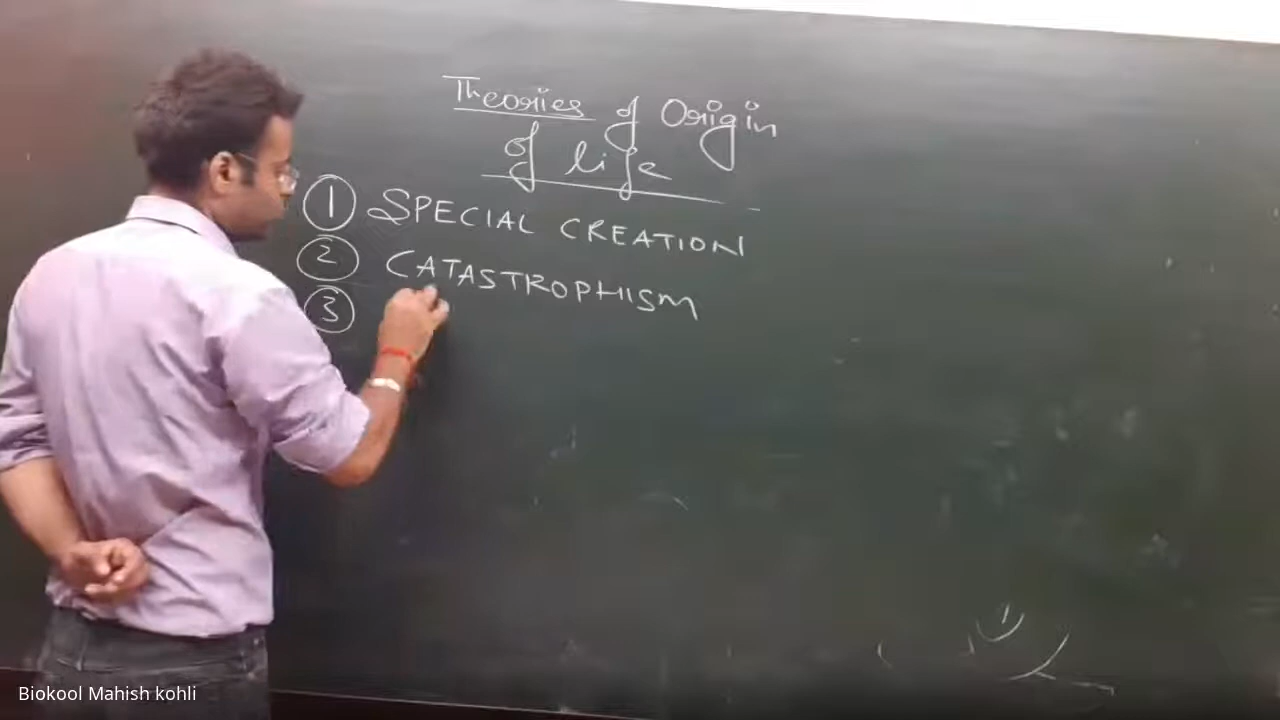 Theories of Origin
of life
1 SPECIAL CREATION
2 CATASTROPHISM
3
Biokool Mahish kohli